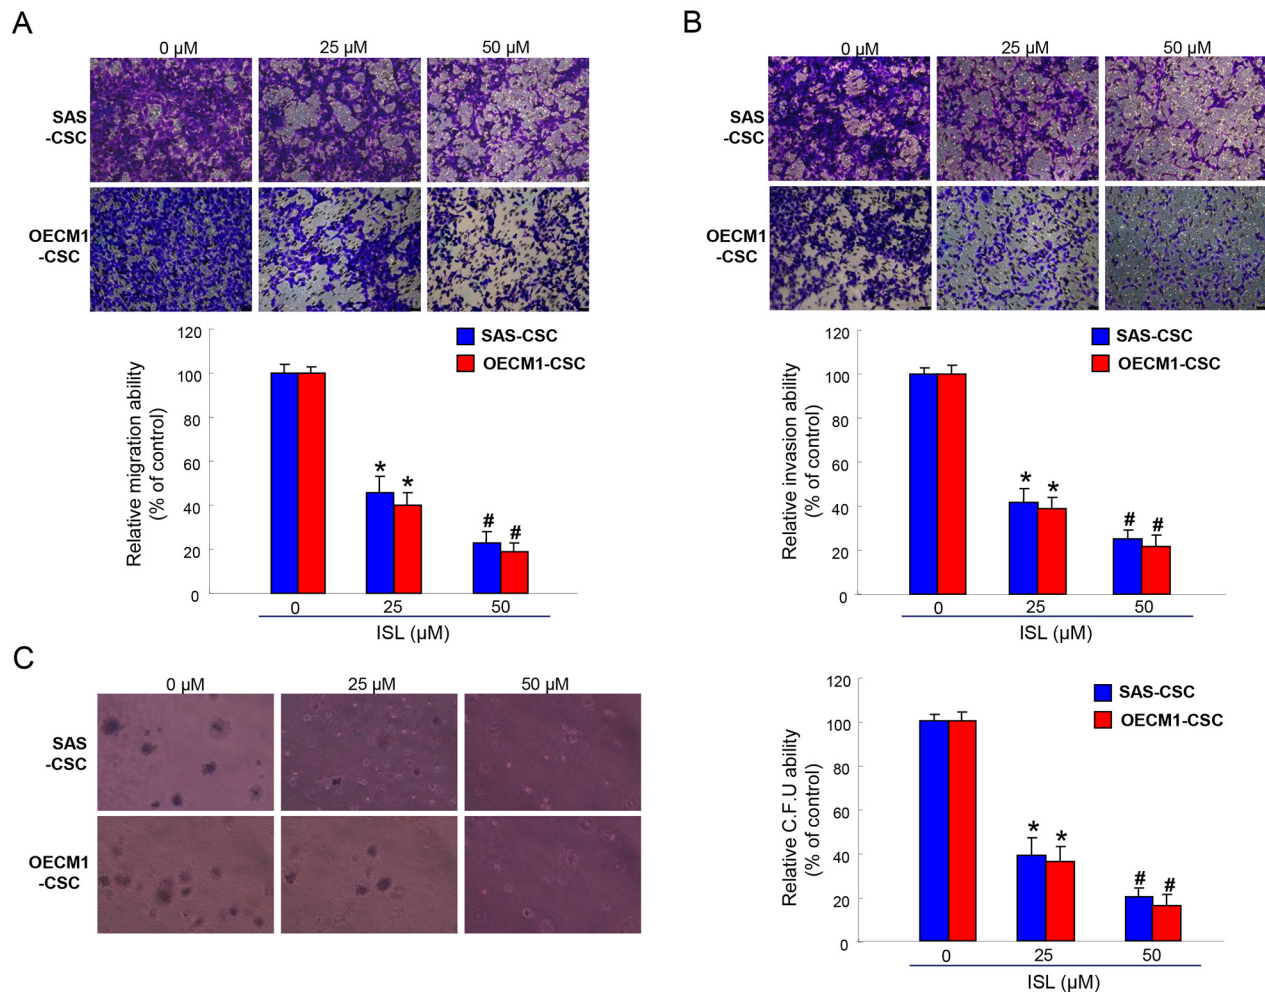 A
0 µM 25 µM 50 µM
SAS
-CSC
OECM1
-CSC
120
100
80
60
40
20
0
Relative migration ability
(% of control)
SAS-CSC
OECM1-CSC
* *
# #
0 25 50
ISL (µM)
B
0 µM 25 µM 50 µM
SAS
-CSC
OECM1
-CSC
120
100
80
60
40
20
0
Relative invasion ability
(% of control)
SAS-CSC
OECM1-CSC
* *
# #
0 25 50
ISL (µM)
C
0 µM 25 µM 50 µM
SAS
-CSC
OECM1
-CSC
120
100
80
60
40
20
0
Relative C.F.U ability
(% of control)
SAS-CSC
OECM1-CSC
* *
# #
0 25 50
ISL (µM)